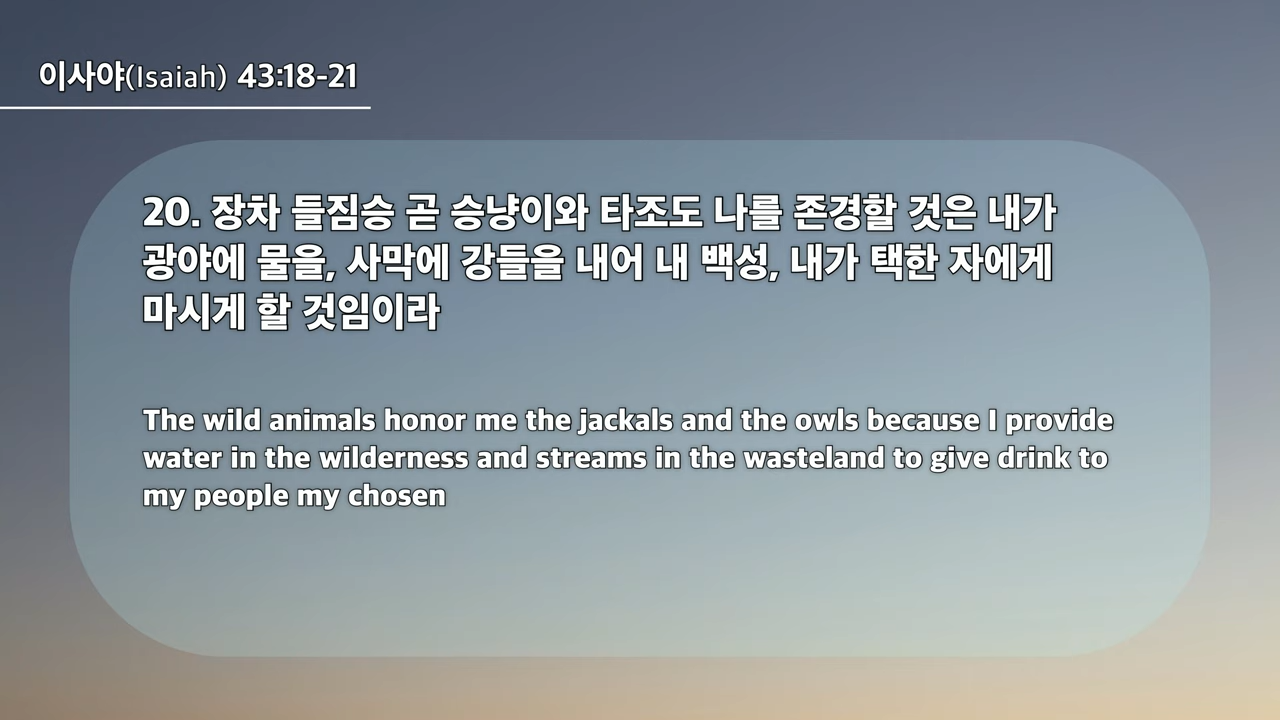 이사야(Isaiah) 43:18-21
20. 장차 들짐승 곧 승냥이와 타조도 나를 존경할 것은 내가
광야에 물을, 사막에 강들을 내어 내 백성, 내가 택한 자에게
마시게 할 것임이라
The wild animals honor me the jackals and the owls because I provide
water in the wilderness and streams in the wasteland to give drink to
my people my chosen